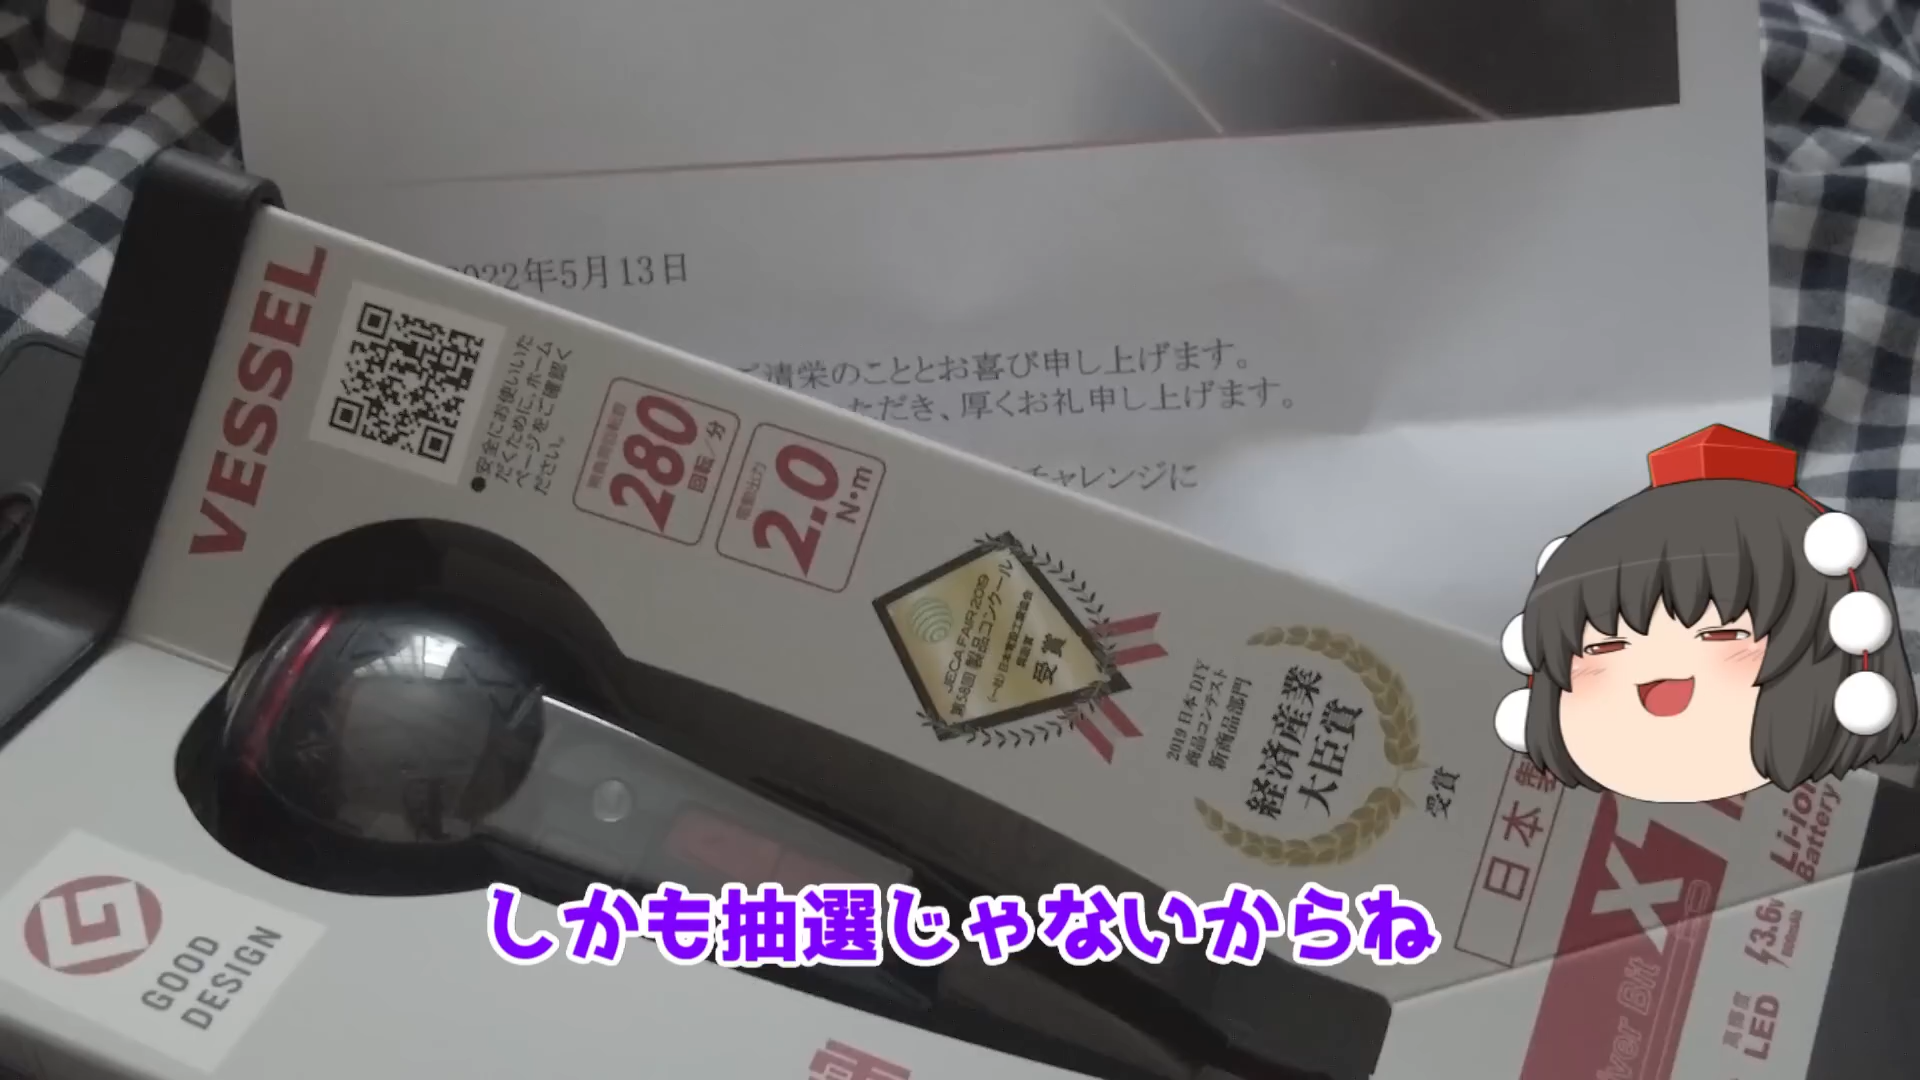 022年5月13日
ご清栄のこととお喜び申し上げます。
ただき、厚くお礼申し上げます。
チャレンジに
VESSEL
●安全にお使いいた
だくために、ホーム
ページをご確認く
ださい。
280
回転/分
2.0
N・m
JECA FAIR 2019
第58回 製品コンクール
受賞
2019 日本DIY
商品コンテスト
新商品部門
経済産業
大臣賞
受賞
日本製
Li-ion
Battery
3.6V
LED
GOOD
DESIGN
しかも抽選じゃないからね